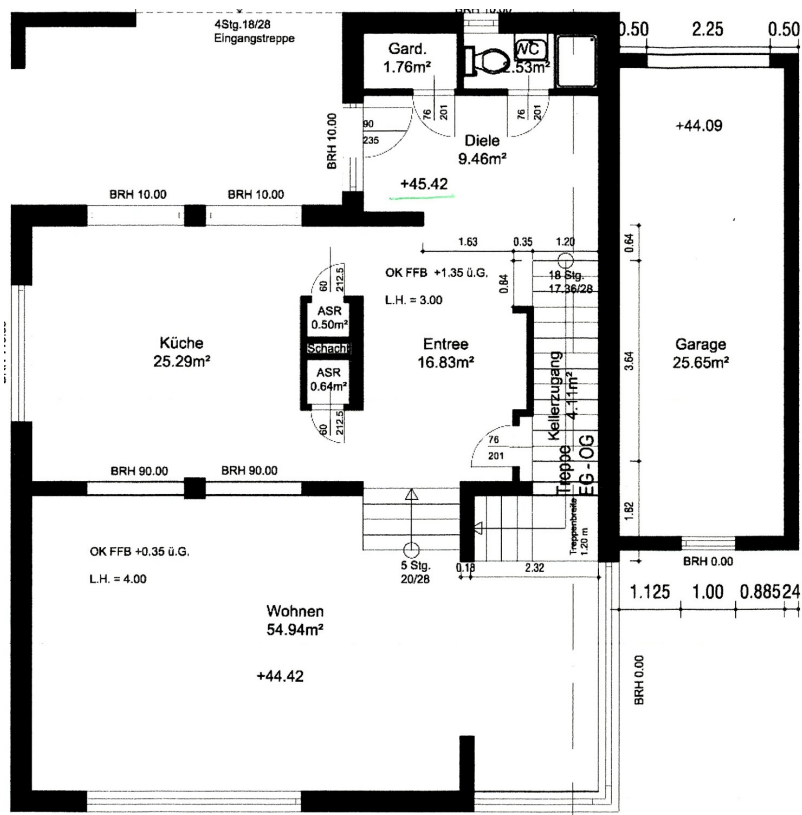 4Stg.18/28
Eingangstreppe
BRH 10.00
0.50
2.25
0.50
Gard.
1.76m²
WC
2.53m²
76
201
76
201
90
235
BRH 10.00
Diele
9.46m²
+45.42
+44.09
BRH 10.00
BRH 10.00
1.63
0.35
1.20
0.64
OK FFB +1.35 ü.G.
L.H. = 3.00
0.84
18 Stg.
17.36/28
60
212.5
ASR
0.50m²
Schacht
ASR
0.64m²
60
212.5
Küche
25.29m²
Entree
16.83m²
Kellerzugang
4.11m²
Treppe
EG - OG
3.64
Garage
25.65m²
76
201
BRH 90.00
BRH 90.00
Treppenbreite
1.20 m
1.62
OK FFB +0.35 ü.G.
L.H. = 4.00
5 Stg.
20/28
0.18
2.32
BRH 0.00
1.125
1.00
0.885
24
Wohnen
54.94m²
+44.42
BRH 0.00